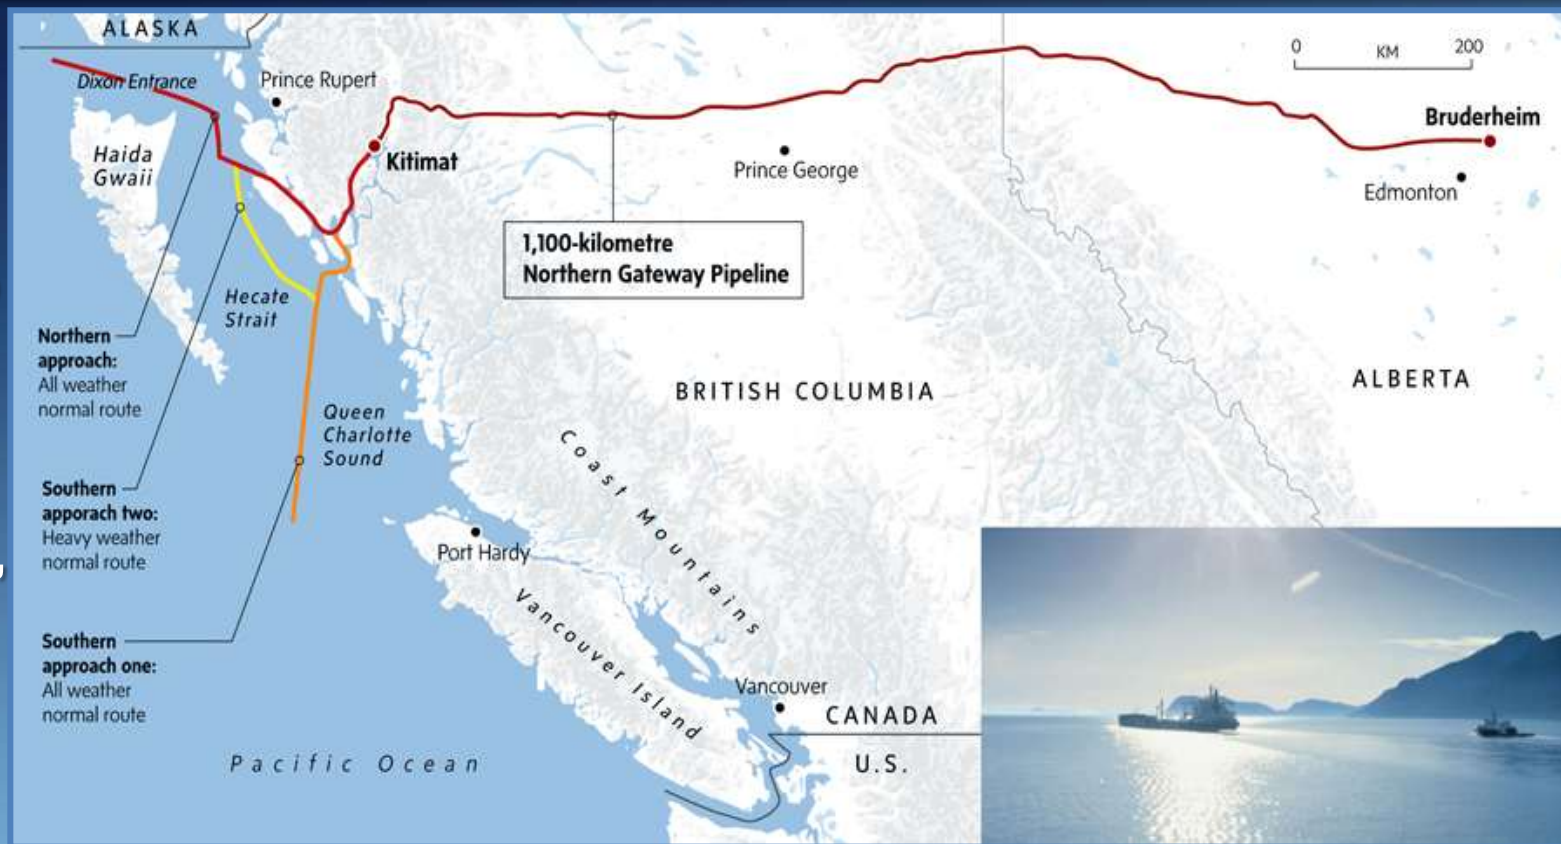 ALASKA
Dixon Entrance
Prince Rupert
Haida
Gwaii
Kitimat
0
KM
200
Bruderheim
Prince George
Edmonton
1,100-kilometre
Northern Gateway Pipeline
Hecate
Strait
Northern
approach:
All weather
normal route
BRITISH COLUMBIA
ALBERTA
Queen
Charlotte
Sound
Coast Mountains
Southern
apporach two:
Heavy weather
normal route
Port Hardy
Vancouver Island
Southern
approach one:
All weather
normal route
Vancouver
CANADA
U.S.
Pacific Ocean